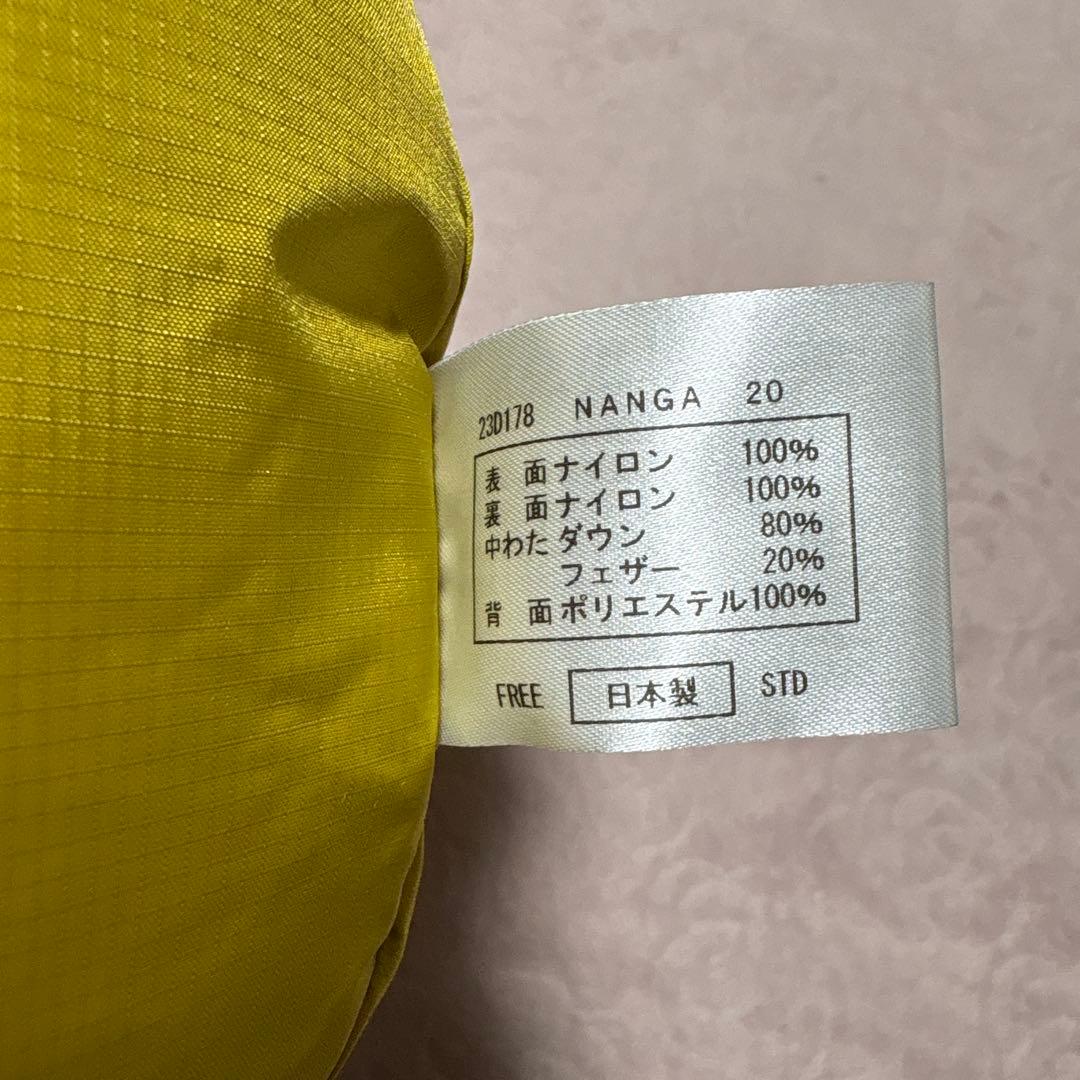 23D178 NANGA 20
表面ナイロン 100%
裏面ナイロン 100%
中わた ダウン 80%
フェザー 20%
背面ポリエステル100%
FREE 日本製 STD